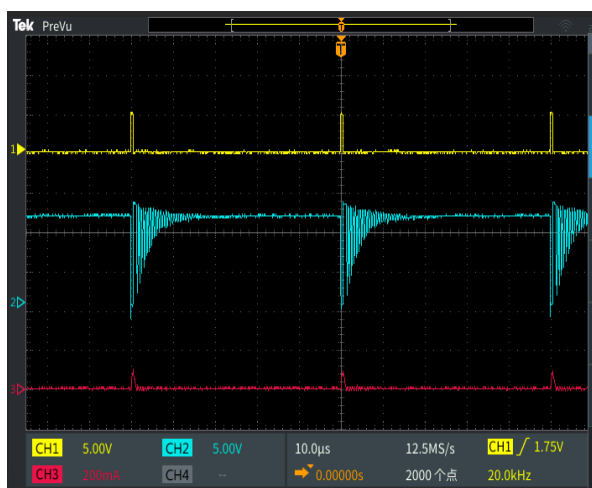 Tek PreVu
T
T
1
2
3
CH1 5.00V CH2 5.00V 10.0µs 12.5MS/s CH1 1.75V
CH3 200mA CH4 -- 0.00000s 2000 个点 20.0kHz